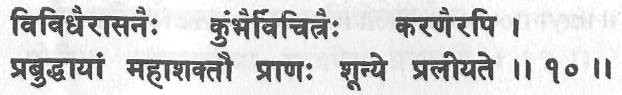 विविधैरासनैः कुभैर्विचित्रैः करणैरपि ।
प्रबुद्धायां महाशक्तौ प्राणः शून्ये प्रलीयते ॥ १० ॥